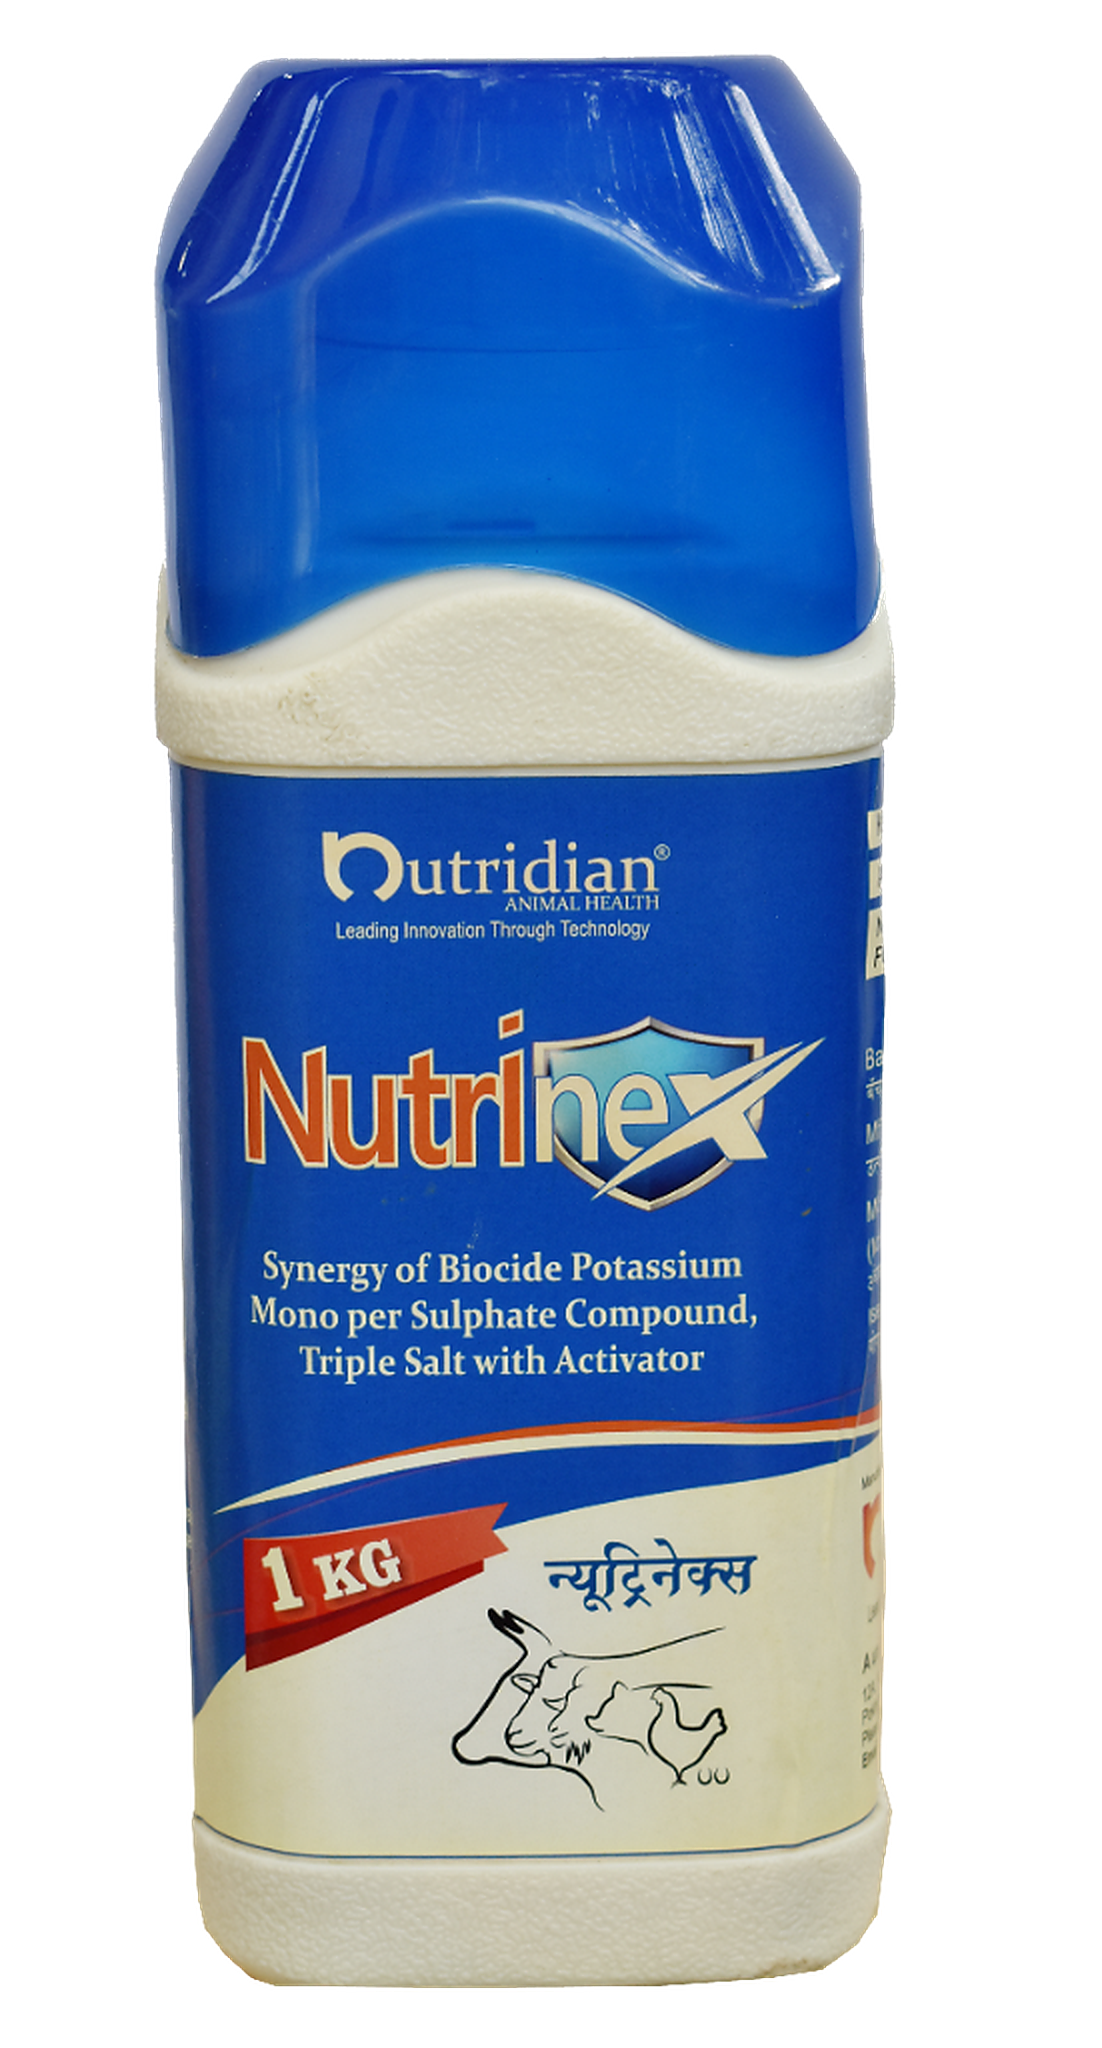 nutridian®
ANIMAL HEALTH
Leading Innovation Through Technology
Nutrinex
Synergy of Biocide Potassium
Mono per Sulphate Compound,
Triple Salt with Activator
1 KG
न्यूट्रिनेक्स